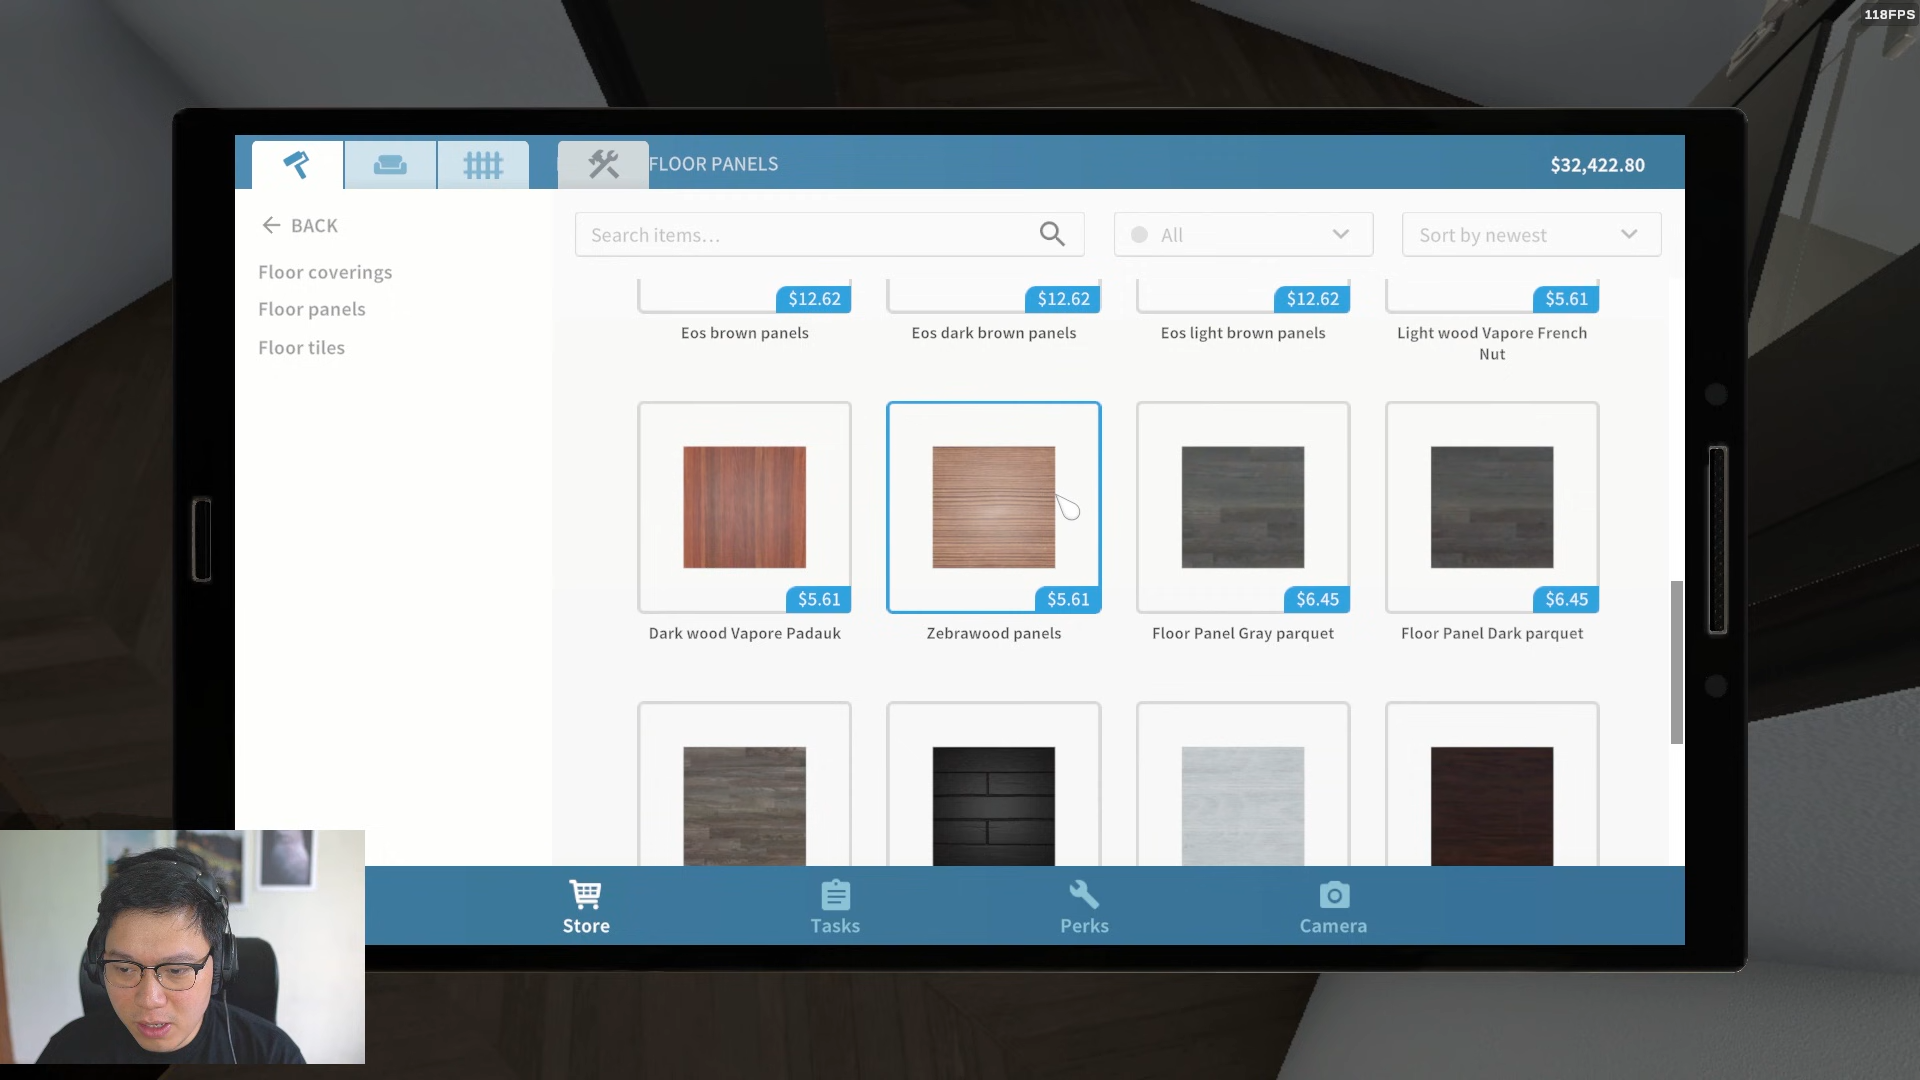 118FPS
FLOOR PANELS
$32,422.80
BACK
Search items...
All
Sort by newest
Floor coverings
Floor panels
Floor tiles
$12.62
$12.62
$12.62
$5.61
Eos brown panels
Eos dark brown panels
Eos light brown panels
Light wood Vapore French
Nut
$5.61
$5.61
$6.45
$6.45
Dark wood Vapore Padauk
Zebrawood panels
Floor Panel Gray parquet
Floor Panel Dark parquet
Store
Tasks
Perks
Camera